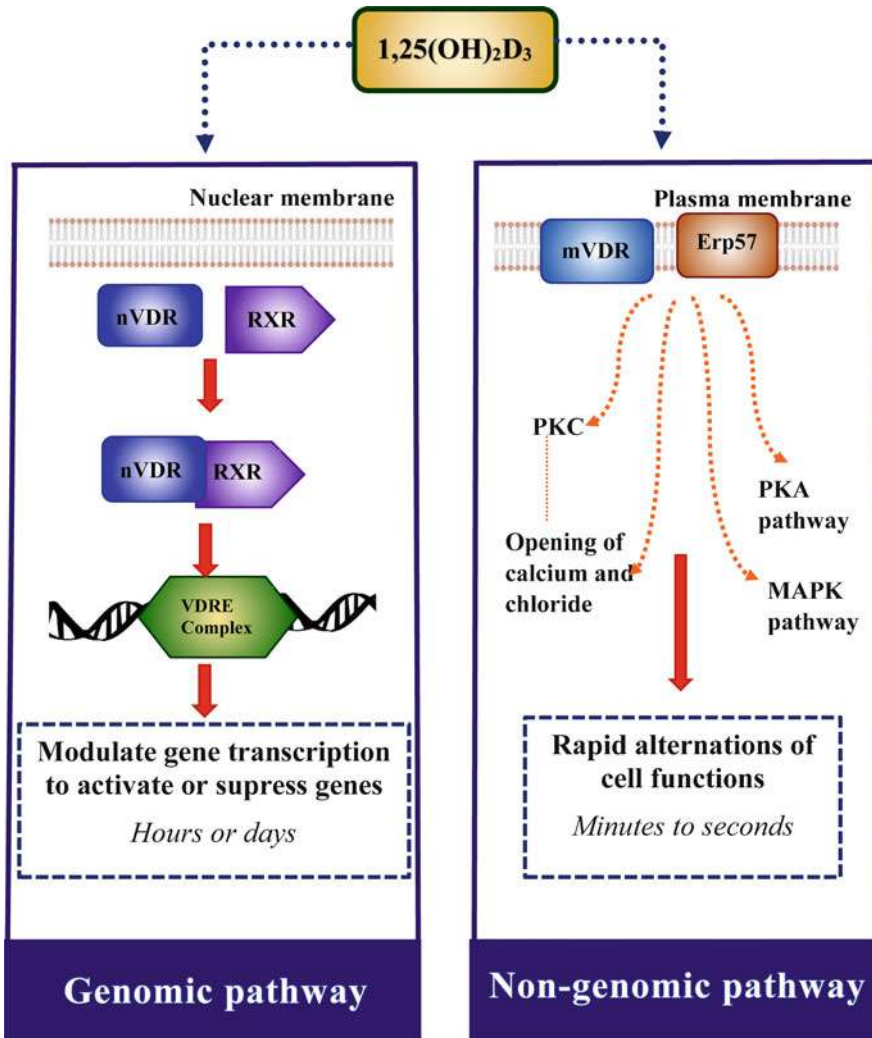 1,25(OH)₂D₃
Nuclear membrane
nVDR
RXR
nVDR
RXR
VDRE
Complex
Modulate gene transcription
to activate or supress genes
Hours or days
Genomic pathway
Plasma membrane
mVDR
Erp57
PKC
PKA
pathway
Opening of
calcium and
chloride
MAPK
pathway
Rapid alternations of
cell functions
Minutes to seconds
Non-genomic pathway